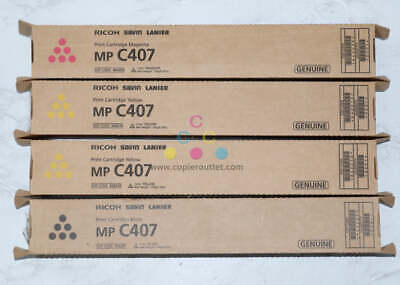 RICOH SAVIN LANIER
Print Cartridge Magenta
MP C407
GENUINE
RICOH SAVIN LANIER
Print Cartridge Yellow
MP C407
GENUINE
GCC
www.copieroutlet.com
RICOH SAVIN LANIER
Print Cartridge Yellow
MP C407
GENUINE
RICOH SAVIN LANIER
Print Cartridge Black
MP C407
GENUINE